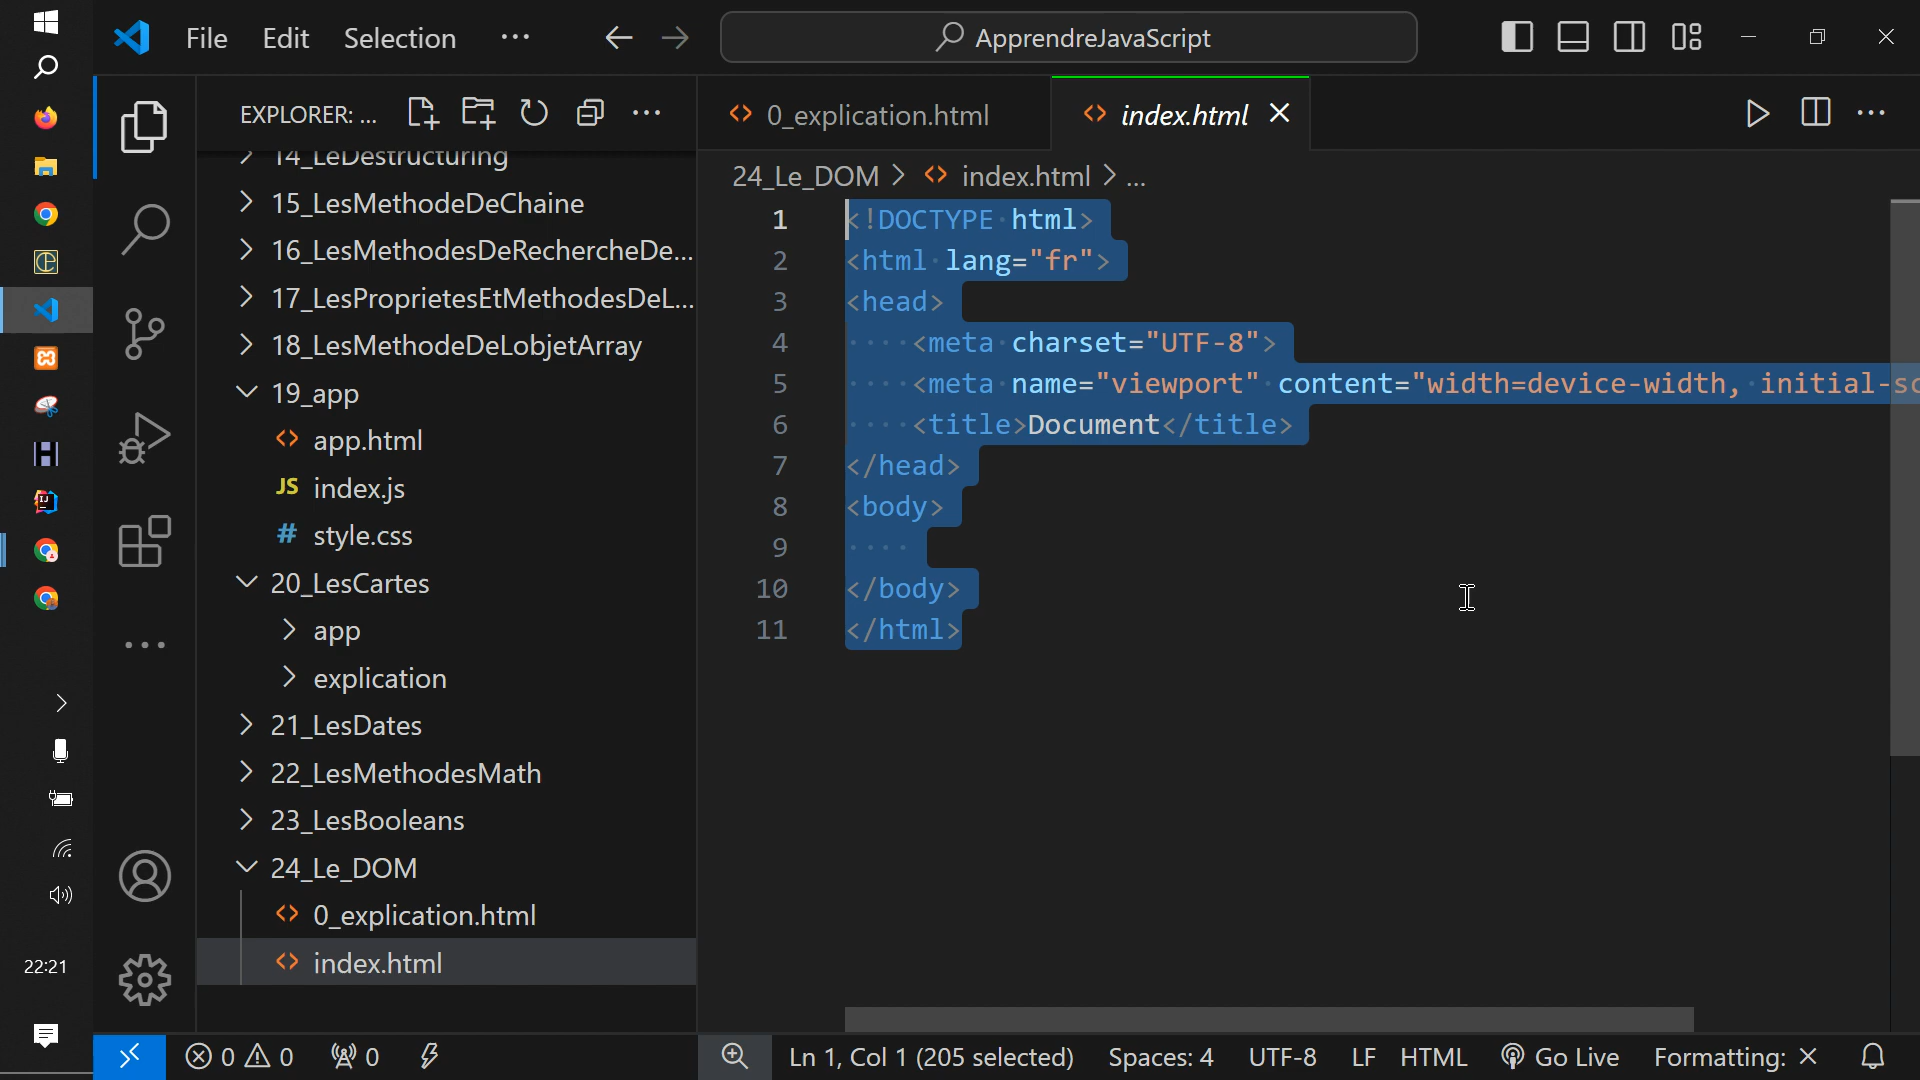 File Edit Selection ··· ApprendreJavaScript
EXPLORER: ...
14_LeDestructuring
15_LesMethodeDeChaine
16_LesMethodesDeRechercheDe...
17_LesProprietesEtMethodesDeL...
18_LesMethodeDeLobjetArray
19_app
app.html
JS index.js
# style.css
20_LesCartes
app
explication
21_LesDates
22_LesMethodesMath
23_LesBooleans
24_Le_DOM
0_explication.html
index.html
22:21
0_explication.html index.html
24_Le_DOM > index.html > ...
1 <!DOCTYPE html>
2 <html lang="fr">
3 <head>
4 <meta charset="UTF-8">
5 <meta name="viewport" content="width=device-width, initial-sc
6 <title>Document</title>
7 </head>
8 <body>
9
10 </body>
11 </html>
0 0 0 Ln 1, Col 1 (205 selected) Spaces: 4 UTF-8 LF HTML Go Live Formatting: ×